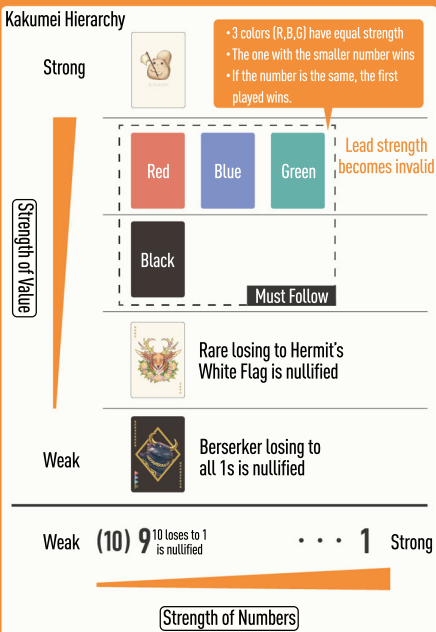 Kakumei Hierarchy
Strong
• 3 colors (R,B,G) have equal strength
• The one with the smaller number wins
• If the number is the same, the first
played wins.
Red
Blue
Green
Lead strength
becomes invalid
Strength of Value
Black
Must Follow
Rare losing to Hermit's
White Flag is nullified
Weak
Berserker losing to
all 1s is nullified
Weak (10) 9 10 loses to 1
is nullified
· · · 1 Strong
Strength of Numbers